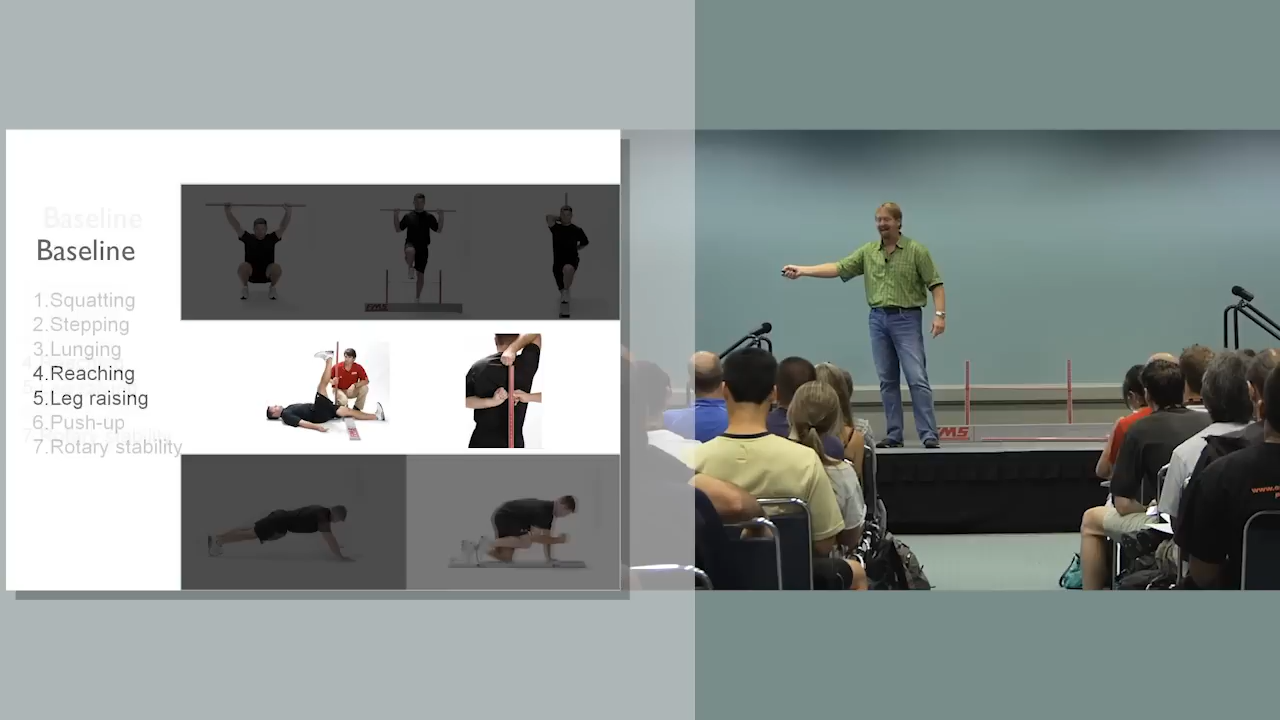 Baseline
Baseline
1.Squatting
2.Stepping
3.Lunging
4.Reaching
5.Leg raising
6.Push-up
7.Rotary stability
FMS